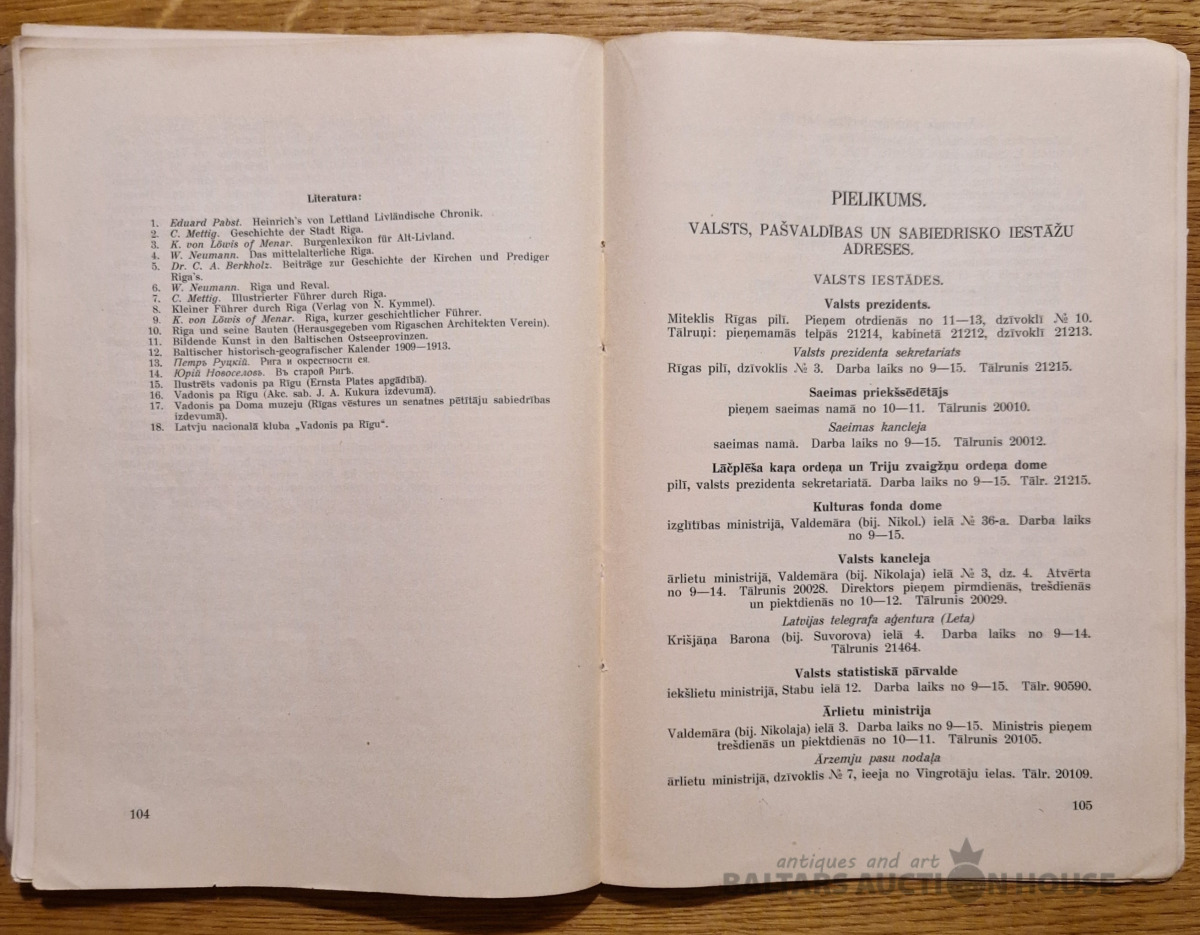 Literatura:
1. Eduard Pabst. Heinrich's von Lettland Livländische Chronik.
2. C. Mettig. Geschichte der Stadt Riga.
3. K. von Löwis of Menar. Burgenlexikon für Alt-Livland.
4. W. Neumann. Das mittelalterliche Riga.
5. Dr. C. A. Berkholz. Beiträge zur Geschichte der Kirchen und Prediger
Riga's.
6. W. Neumann. Riga und Reval.
7. C. Mettig. Illustrierter Führer durch Riga.
8. Kleiner Führer durch Riga (Verlag von N. Kymmel).
9. K. von Löwis of Menar. Riga, kurzer geschichtlicher Führer.
10. Riga und seine Bauten (Herausgegeben vom Rigaschen Architekten Verein).
11. Bildende Kunst in den Baltischen Ostseeprovinzen.
12. Baltischer historisch-geografischer Kalender 1909—1913.
13. Петръ Руцкій. Рига и окрестности ея.
14. Юрій Новоселовъ. Въ старой Ригѣ.
15. Ilustrēts vadonis pa Rīgu (Ernsta Plates apgādībā).
16. Vadonis pa Rīgu (Akc. sab. J. A. Kukura izdevumā).
17. Vadonis pa Doma muzeju (Rīgas vēstures un senatnes pētītāju sabiedrības
izdevumā).
18. Latvju nacionalā kluba „Vadonis pa Rīgu“.
104
PIELIKUMS.
VALSTS, PAŠVALDĪBAS UN SABIEDRISKO IESTĀŽU
ADRESES.
VALSTS IESTĀDES.
Valsts prezidents.
Miteklis Rīgas pilī. Pieņem otrdienās no 11—13, dzīvoklī № 10.
Tālruņi: pieņemamās telpās 21214, kabinetā 21212, dzīvoklī 21213.
Valsts prezidenta sekretariats
Rīgas pilī, dzīvoklis № 3. Darba laiks no 9—15. Tālrunis 21215.
Saeimas priekšsēdētājs
pieņem saeimas namā no 10—11. Tālrunis 20010.
Saeimas kancleja
saeimas namā. Darba laiks no 9—15. Tālrunis 20012.
Lāčplēša kaŗa ordeņa un Triju zvaigžņu ordeņa dome
pilī, valsts prezidenta sekretariatā. Darba laiks no 9—15. Tālr. 21215.
Kulturas fonda dome
izglītības ministrijā, Valdemāra (bij. Nikol.) ielā № 36-a. Darba laiks
no 9—15.
Valsts kancleja
ārlietu ministrijā, Valdemāra (bij. Nikolaja) ielā № 3, dz. 4. Atvērta
no 9—14. Tālrunis 20028. Direktors pieņem pirmdienās, trešdienās
un piektdienās no 10—12. Tālrunis 20029.
Latvijas telegrafa aģentura (Leta)
Krišjāņa Barona (bij. Suvorova) ielā 4. Darba laiks no 9—14.
Tālrunis 21464.
Valsts statistiskā pārvalde
iekšlietu ministrijā, Stabu ielā 12. Darba laiks no 9—15. Tālr. 90590.
Ārlietu ministrija
Valdemāra (bij. Nikolaja) ielā 3. Darba laiks no 9—15. Ministris pieņem
trešdienās un piektdienās no 10—11. Tālrunis 20105.
Ārzemju pasu nodaļa
ārlietu ministrijā, dzīvoklis № 7, ieeja no Vingrotāju ielas. Tālr. 20109.
105
antiques and art
BALTARS AUCTION HOUSE